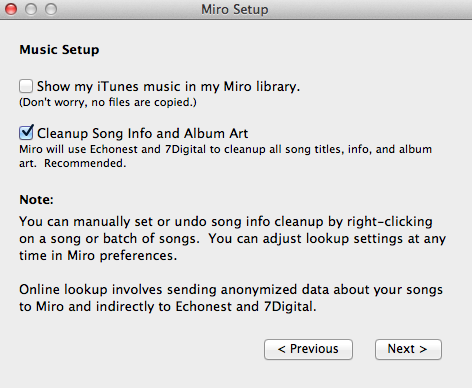 Miro Setup
Music Setup
Show my iTunes music in my Miro library.
(Don't worry, no files are copied.)
Cleanup Song Info and Album Art
Miro will use Echonest and 7Digital to cleanup all song titles, info, and album
art.  Recommended.
Note:
You can manually set or undo song info cleanup by right-clicking
on a song or batch of songs.  You can adjust lookup settings at any
time in Miro preferences.
Online lookup involves sending anonymized data about your songs
to Miro and indirectly to Echonest and 7Digital.
< Previous
Next >